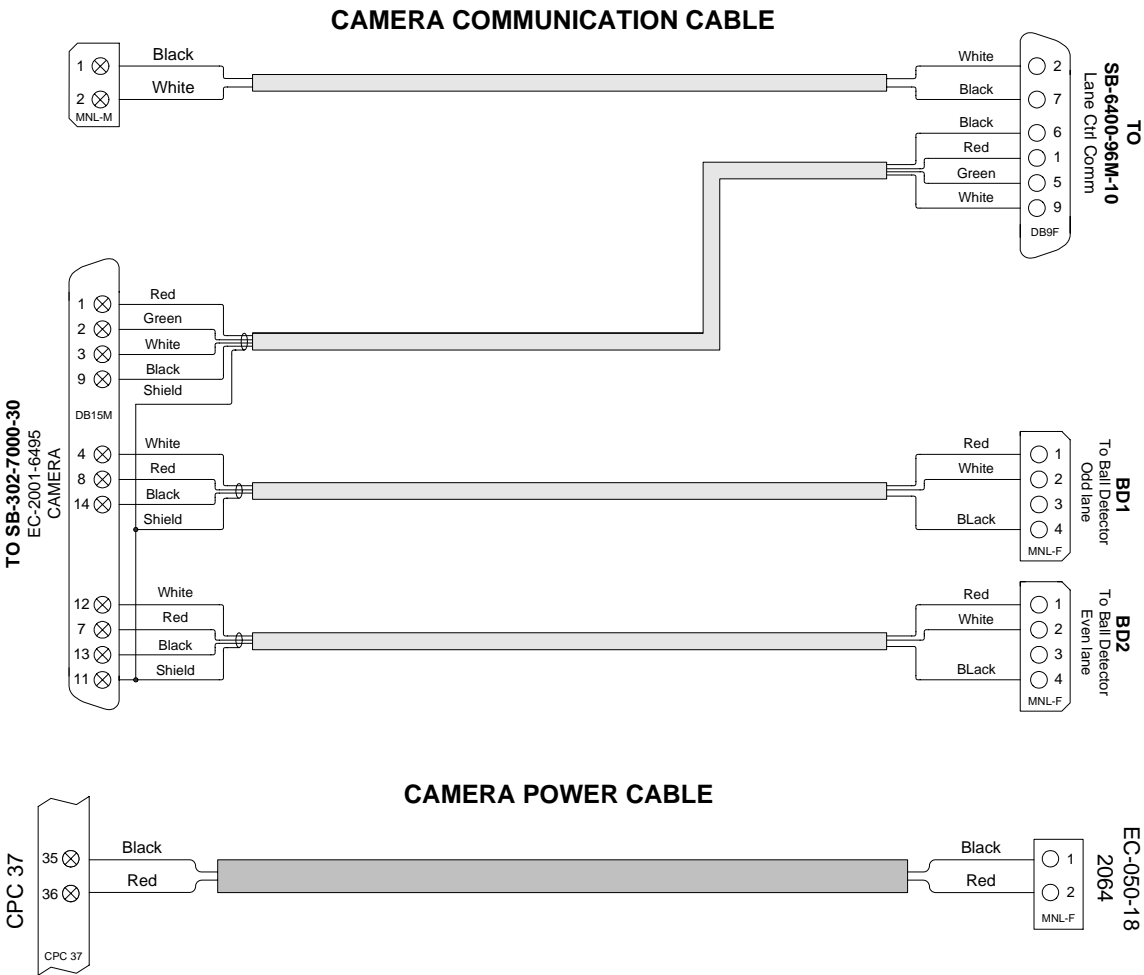 CAMERA COMMUNICATION CABLE
1
Black
2
White
MNL-M
White
2
Black
7
Black
6
Red
1
Green
5
White
9
DB9F
TO
SB-6400-96M-10
Lane Ctrl Comm
TO SB-302-7000-30
EC-2001-6495
CAMERA
1
Red
2
Green
3
White
9
Black
Shield
DB15M
4
White
8
Red
14
Black
Shield
12
White
7
Red
13
Black
11
Shield
Red
1
White
2
3
BLack
4
MNL-F
BD1
To Ball Detector
Odd lane
Red
1
White
2
3
BLack
4
MNL-F
BD2
To Ball Detector
Even lane
CAMERA POWER CABLE
CPC 37
35
Black
36
Red
CPC 37
Black
1
Red
2
MNL-F
EC-050-18
2064